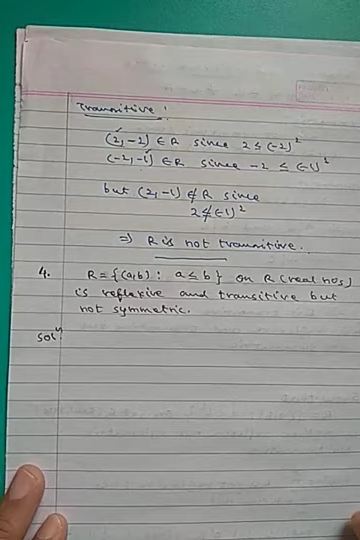 Transitive :
(2, -2) ∈ R since 2 ≤ (-2)²
(-2, -1) ∈ R since -2 ≤ (-1)²
but (2, -1) ∉ R since
2 ≰ (-1)²
⇒ R is not transitive.
4. R = {(a,b) : a ≤ b} on R (real nos)
is reflexive and transitive but
not symmetric.
Solⁿ